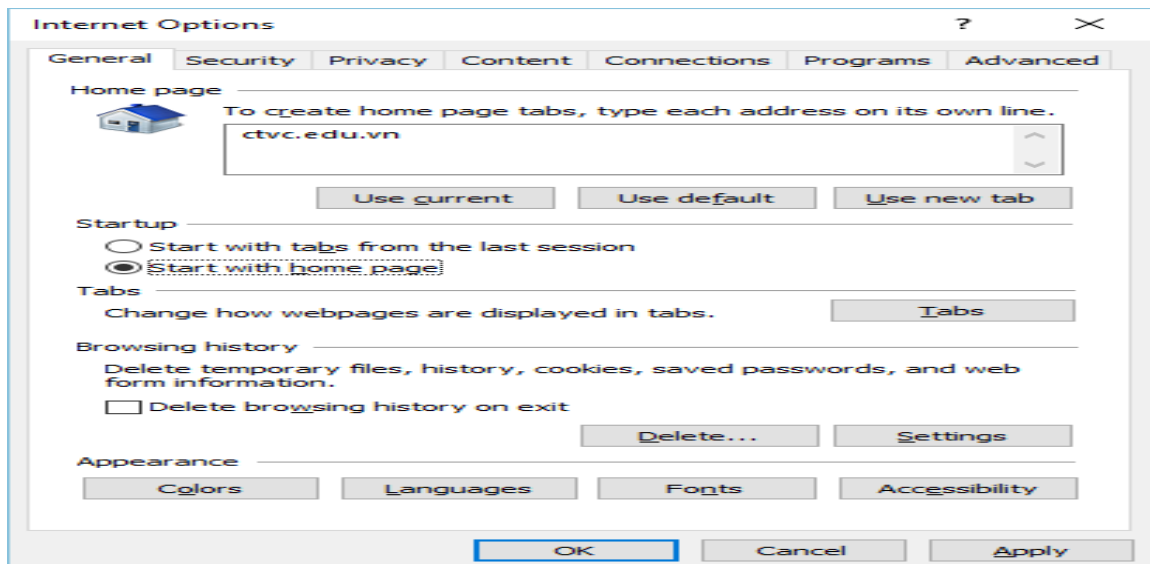 Internet Options ?
General Security Privacy Content Connections Programs Advanced
Home page
To create home page tabs, type each address on its own line.
ctvc.edu.vn
Use current Use default Use new tab
Startup
Start with tabs from the last session
Start with home page
Tabs
Change how webpages are displayed in tabs. Tabs
Browsing history
Delete temporary files, history, cookies, saved passwords, and web
form information.
Delete browsing history on exit
Delete... Settings
Appearance
Colors Languages Fonts Accessibility
OK Cancel Apply